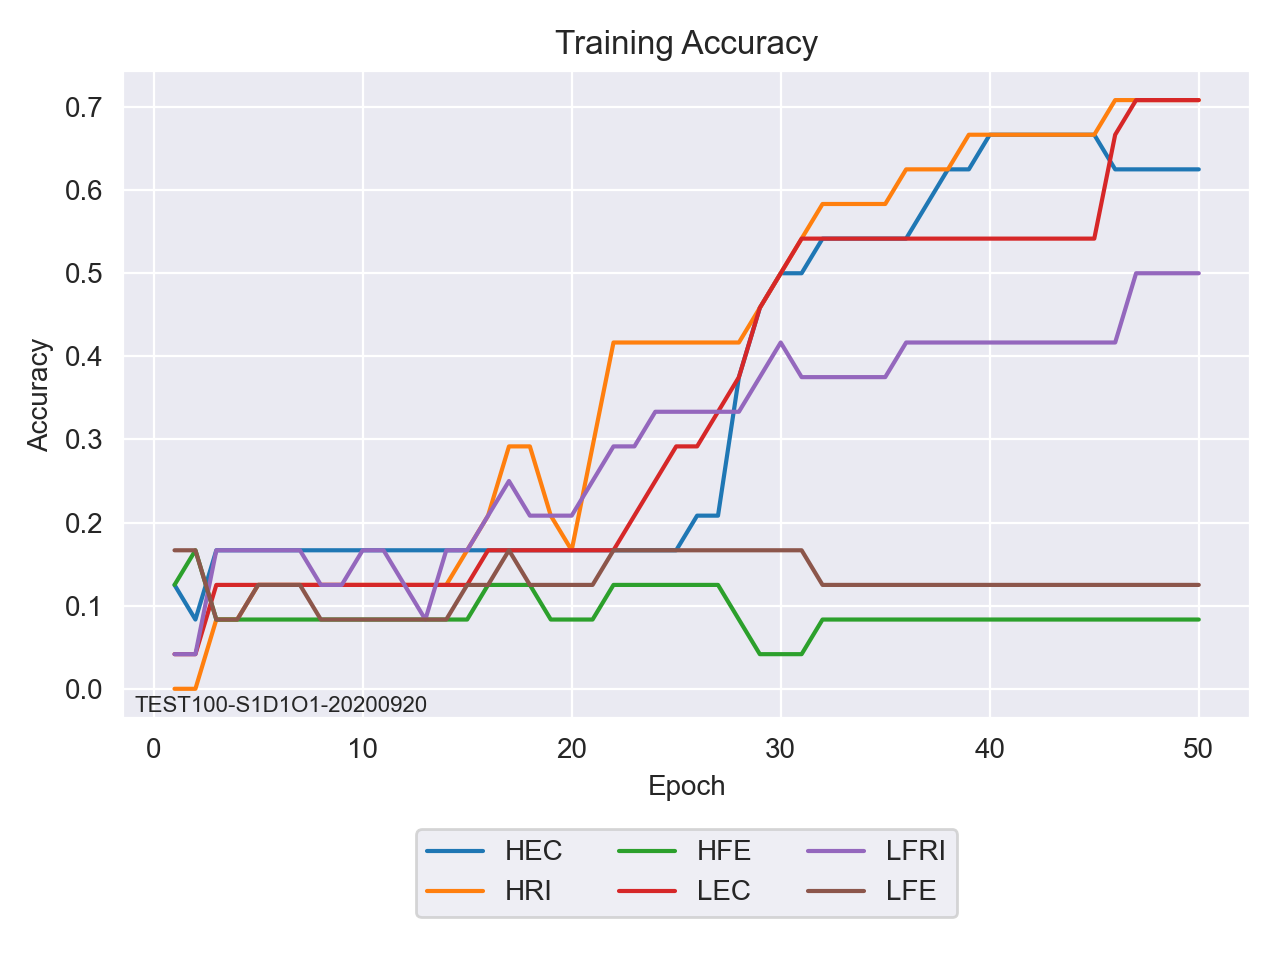 Training Accuracy
Accuracy
0.7
0.6
0.5
0.4
0.3
0.2
0.1
0.0
TEST100-S1D1O1-20200920
0 10 20 30 40 50
Epoch
HEC HFE LFRI
HRI LEC LFE